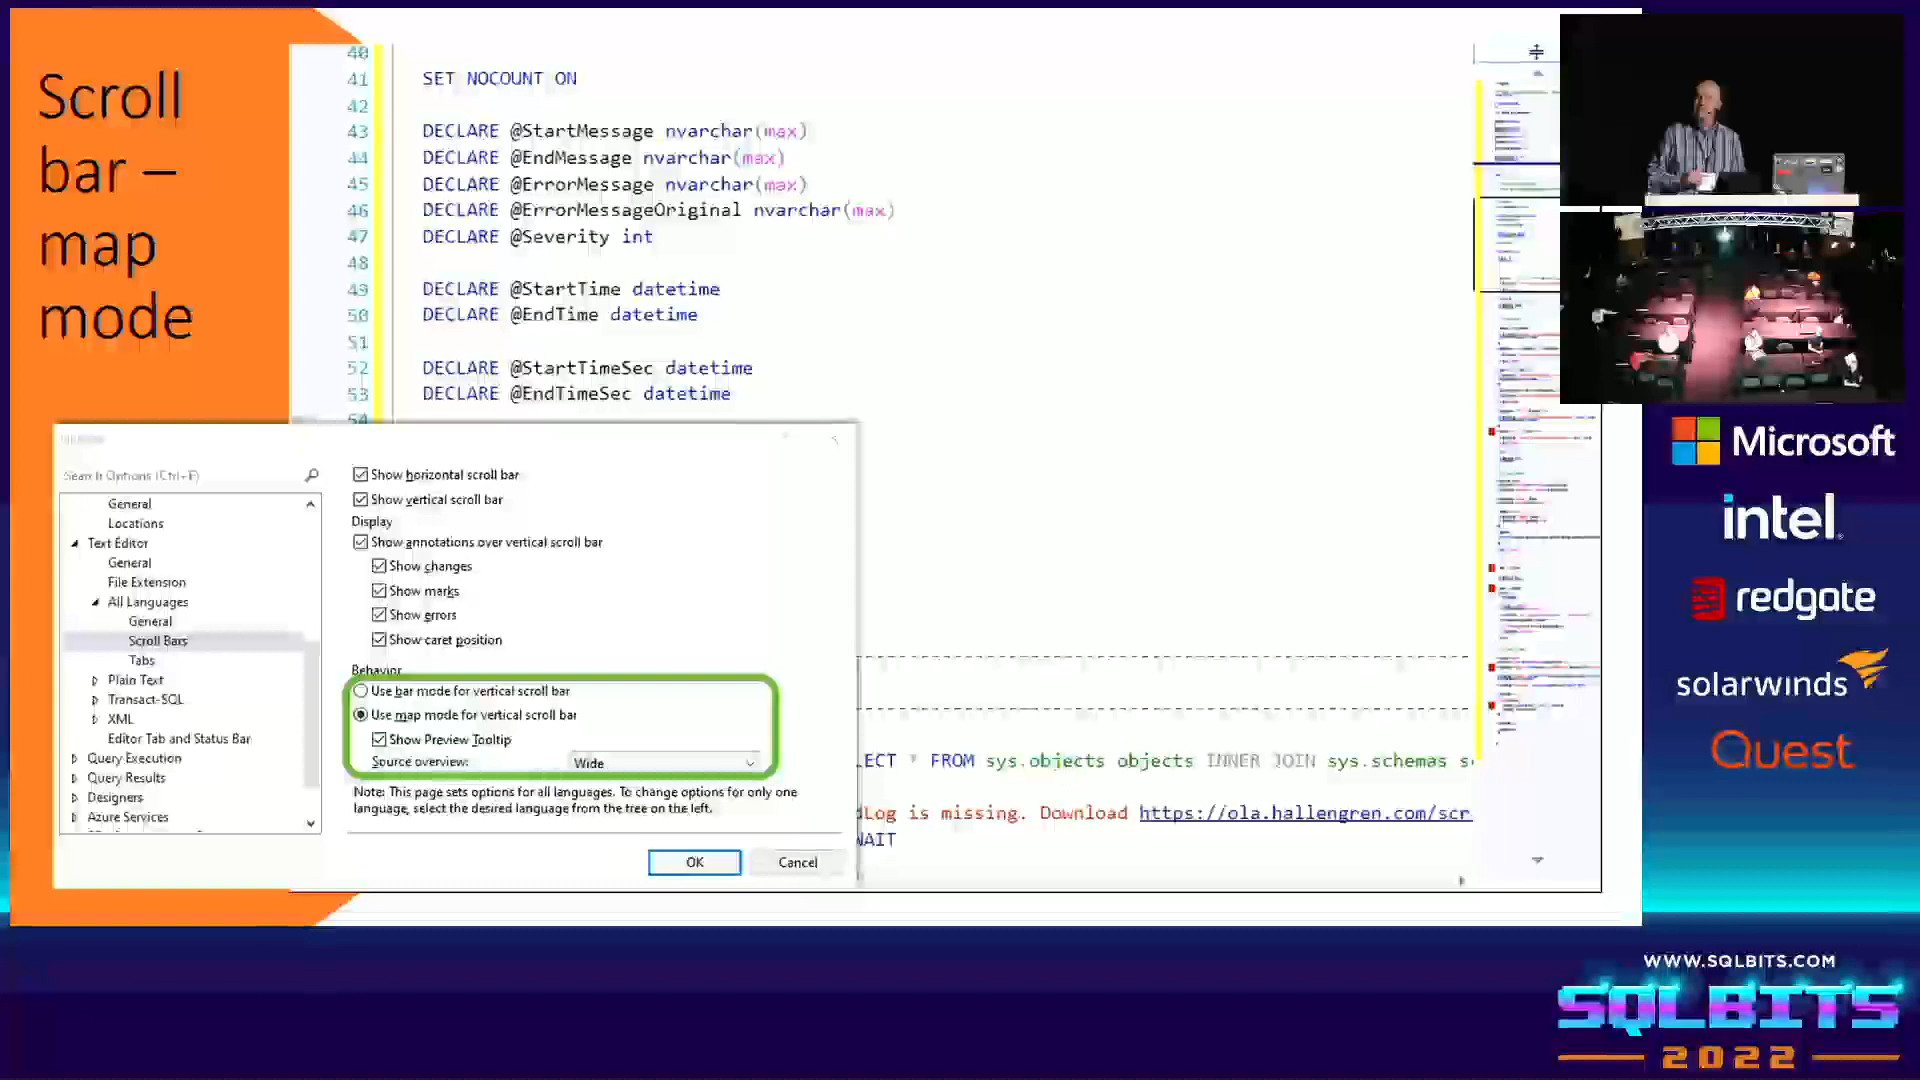 Scroll
bar –
map
mode
40
41 SET NOCOUNT ON
42
43 DECLARE @StartMessage nvarchar(max)
44 DECLARE @EndMessage nvarchar(max)
45 DECLARE @ErrorMessage nvarchar(max)
46 DECLARE @ErrorMessageOriginal nvarchar(max)
47 DECLARE @Severity int
48
49 DECLARE @StartTime datetime
50 DECLARE @EndTime datetime
51
52 DECLARE @StartTimeSec datetime
53 DECLARE @EndTimeSec datetime
54
Search Options (Ctrl+E)
General
Locations
Text Editor
General
File Extension
All Languages
General
Scroll Bars
Tabs
Plain Text
Transact-SQL
XML
Editor Tab and Status Bar
Query Execution
Query Results
Designers
Azure Services
Show horizontal scroll bar
Show vertical scroll bar
Display
Show annotations over vertical scroll bar
Show changes
Show marks
Show errors
Show caret position
Behavior
Use bar mode for vertical scroll bar
Use map mode for vertical scroll bar
Show Preview Tooltip
Source overview: Wide
Note: This page sets options for all languages. To change options for only one
language, select the desired language from the tree on the left.
OK Cancel
LECT * FROM sys.objects objects INNER JOIN sys.schemas s
dLog is missing. Download https://ola.hallengren.com/scr
WAIT
Microsoft
intel.
redgate
solarwinds
Quest
WWW.SQLBITS.COM
SQLBITS
2022